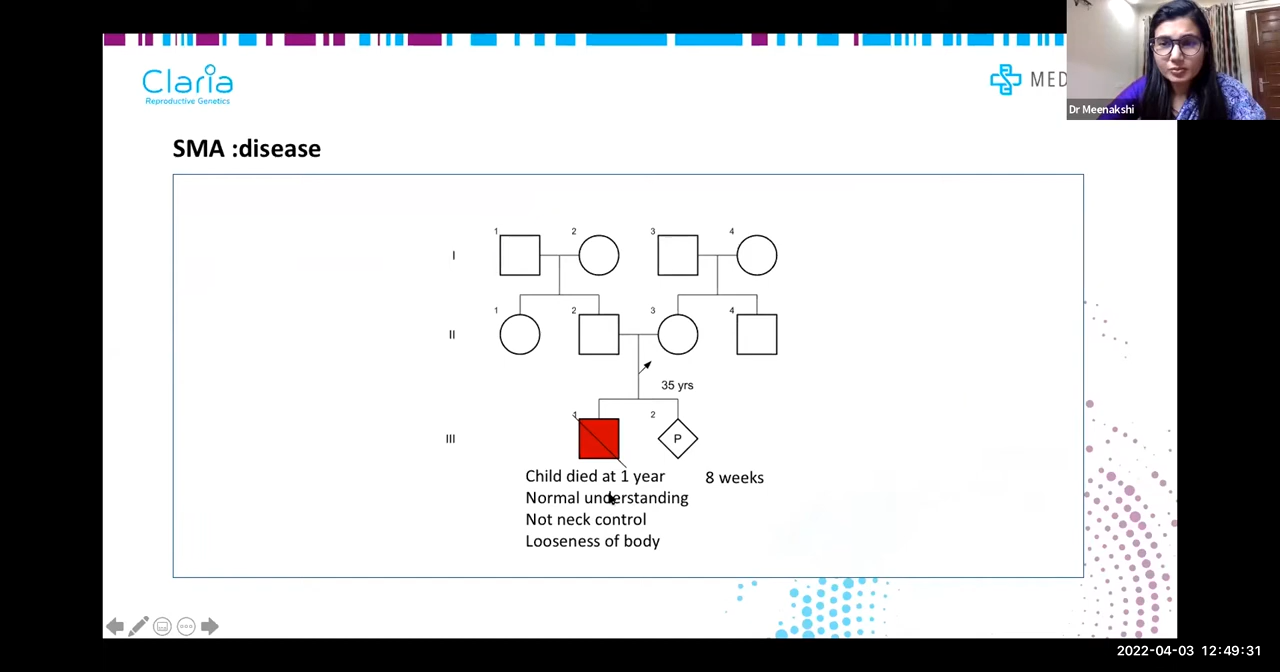 Claria
Reproductive Genetics
MED
Dr Meenakshi
SMA :disease
1
2
3
4
I
1
2
3
4
II
35 yrs
1
2
III
P
Child died at 1 year
8 weeks
Normal understanding
Not neck control
Looseness of body
2022-04-03 12:49:31